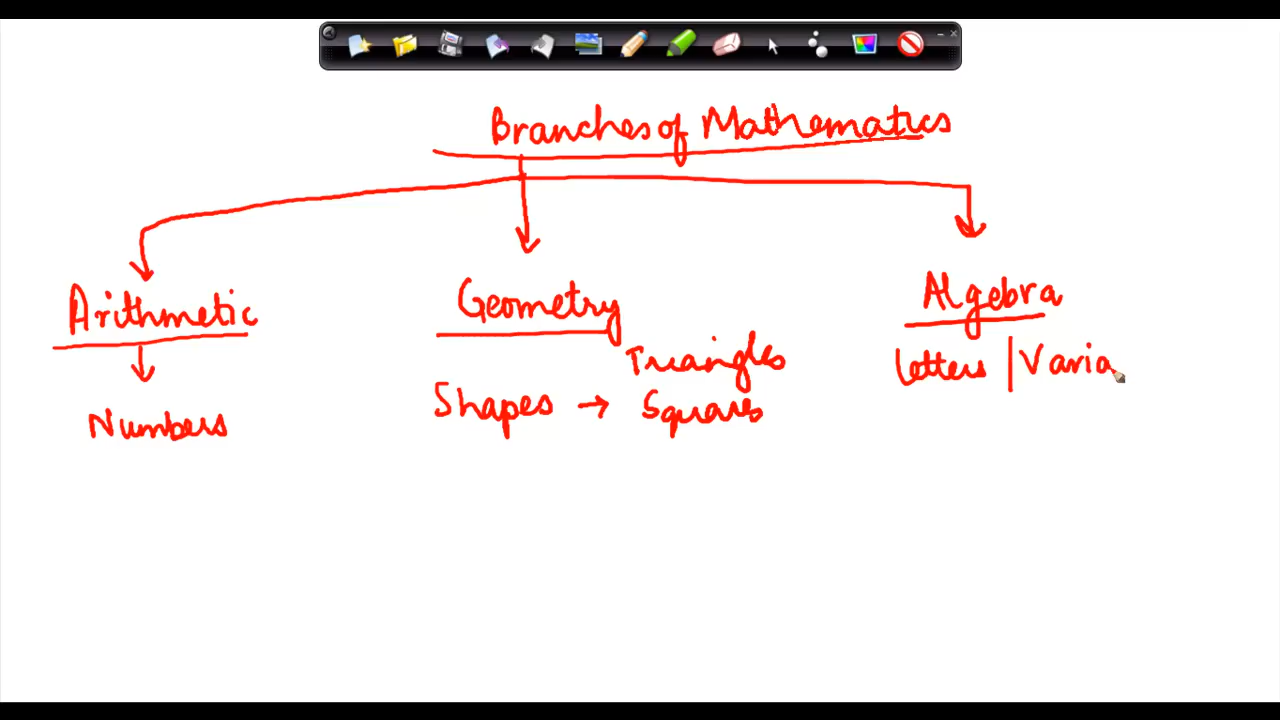 Branches of Mathematics
Arithmetic
Numbers
Geometry
Triangles
Shapes → Squares
Algebra
Letters | Varia